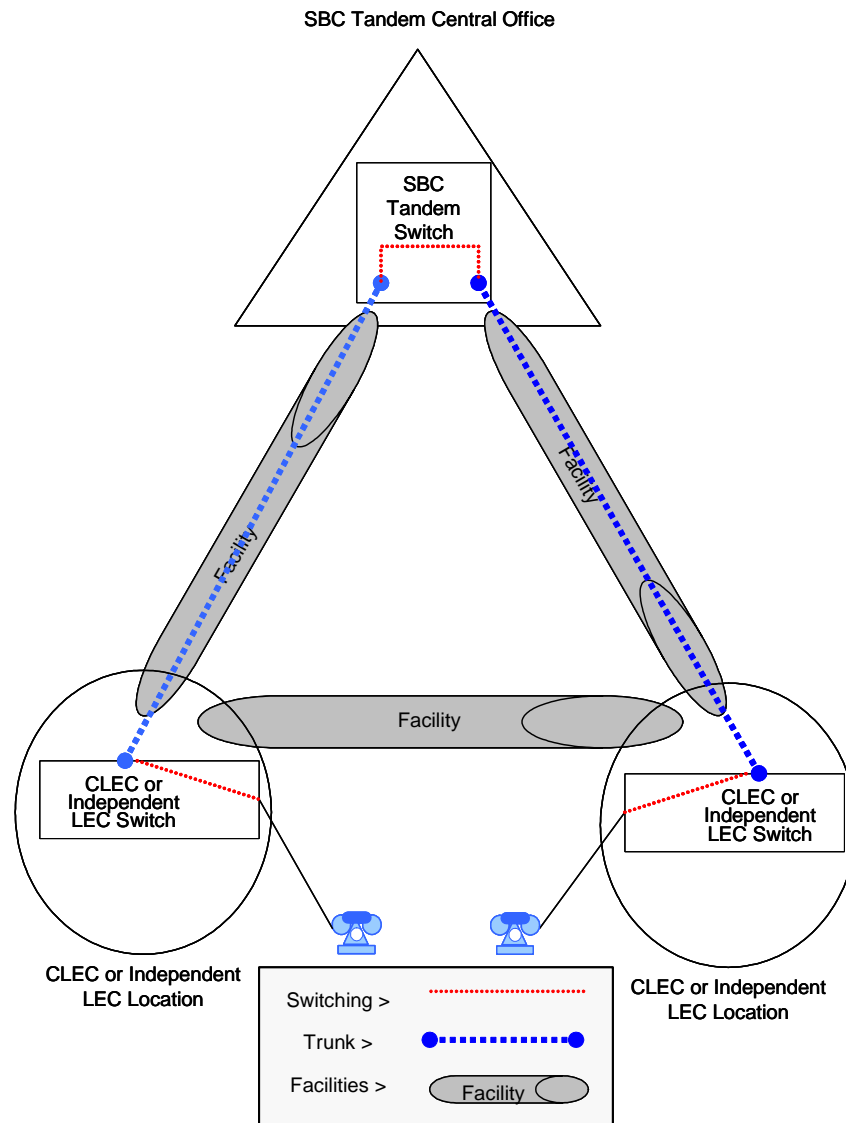 SBC Tandem Central Office
SBC
Tandem
Switch
Facility
Facility
Facility
CLEC or
Independent
LEC Switch
CLEC or
Independent
LEC Switch
CLEC or Independent
LEC Location
CLEC or Independent
LEC Location
Switching >
Trunk >
Facilities >
Facility